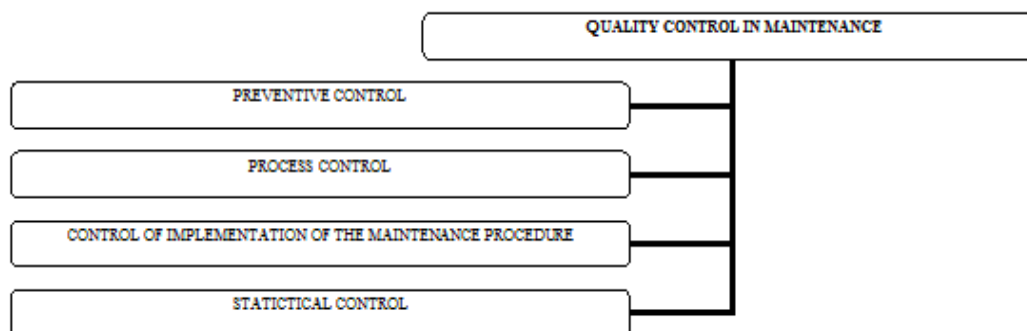 QUALITY CONTROL IN MAINTENANCE
PREVENTIVE CONTROL
PROCESS CONTROL
CONTROL OF IMPLEMENTATION OF THE MAINTENANCE PROCEDURE
STATICTICAL CONTROL